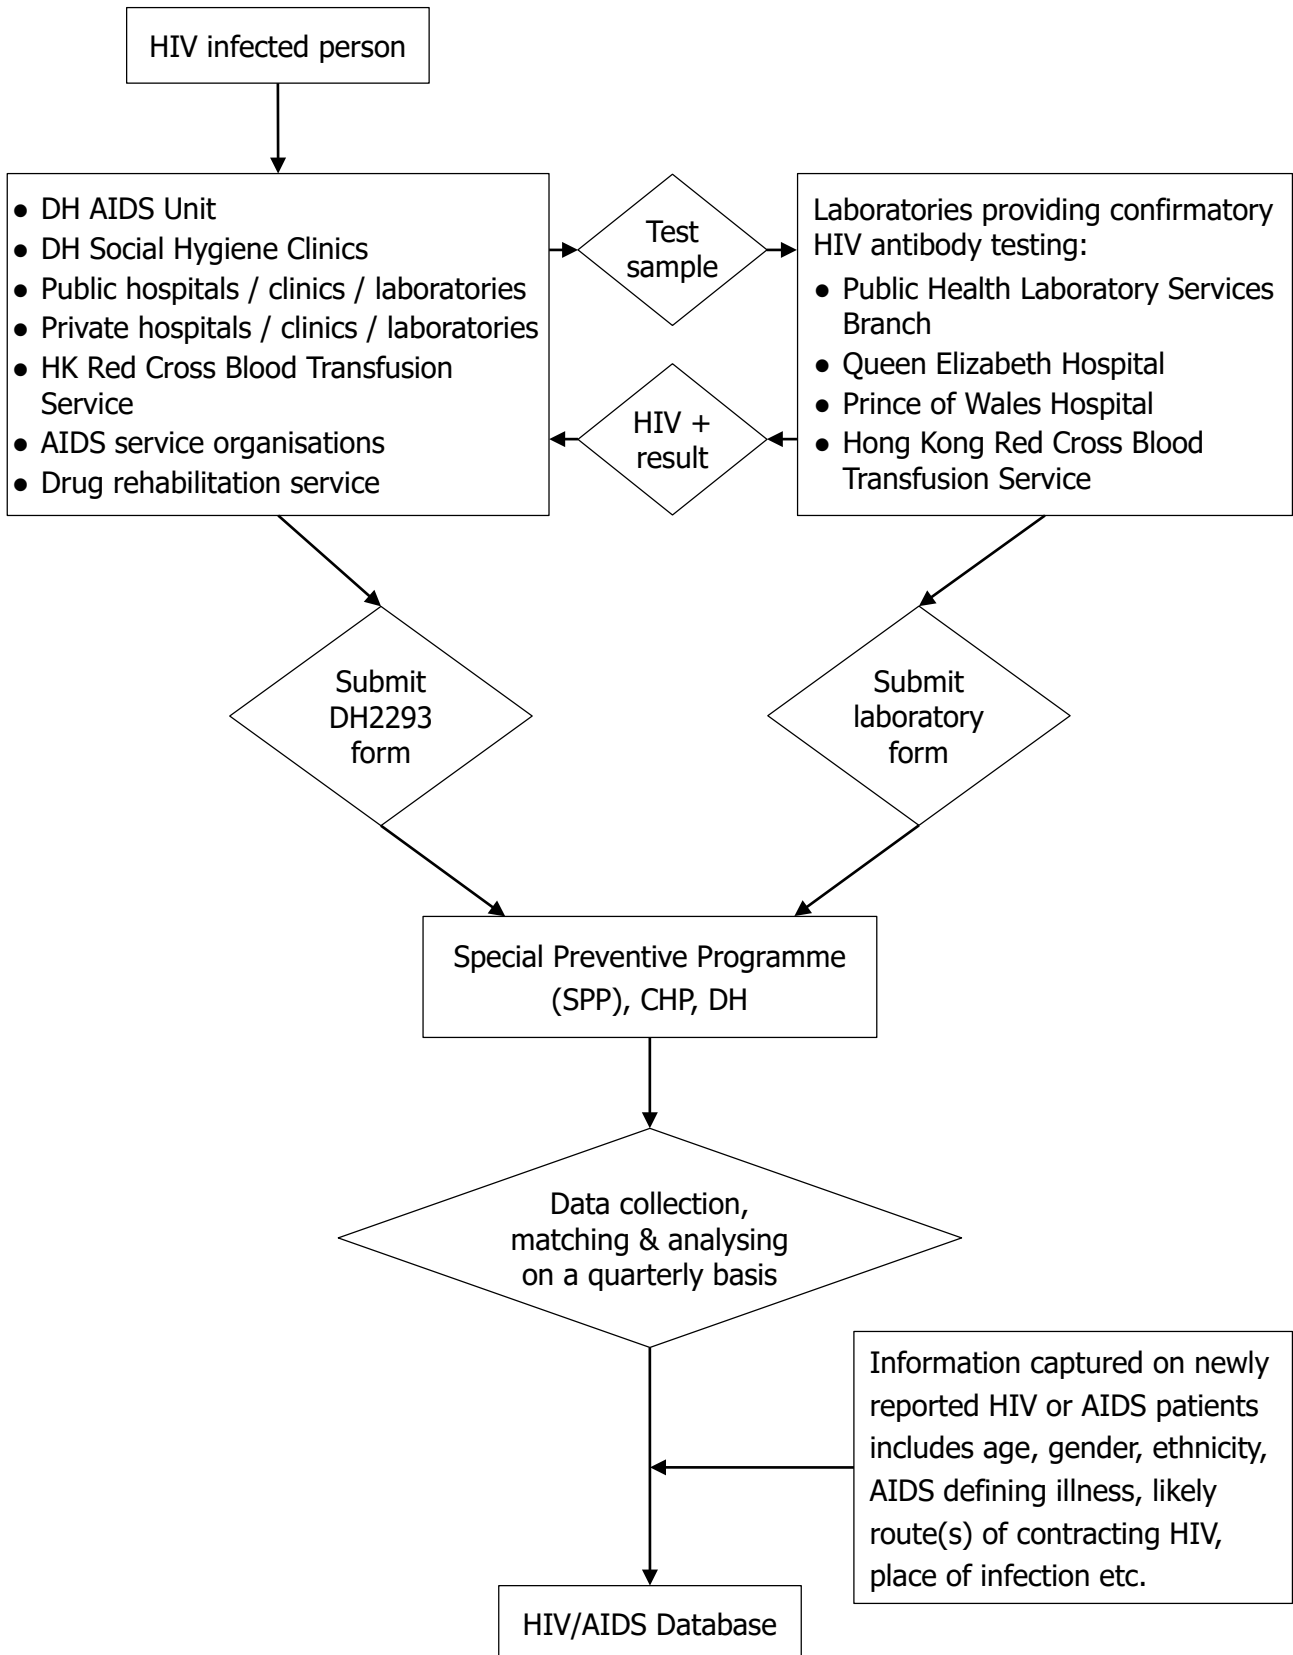 HIV infected person
● DH AIDS Unit
● DH Social Hygiene Clinics
● Public hospitals / clinics / laboratories
● Private hospitals / clinics / laboratories
● HK Red Cross Blood Transfusion
Service
● AIDS service organisations
● Drug rehabilitation service
Test
sample
HIV +
result
Laboratories providing confirmatory
HIV antibody testing:
● Public Health Laboratory Services
Branch
● Queen Elizabeth Hospital
● Prince of Wales Hospital
● Hong Kong Red Cross Blood
Transfusion Service
Submit
DH2293
form
Submit
laboratory
form
Special Preventive Programme
(SPP), CHP, DH
Data collection,
matching & analysing
on a quarterly basis
Information captured on newly
reported HIV or AIDS patients
includes age, gender, ethnicity,
AIDS defining illness, likely
route(s) of contracting HIV,
place of infection etc.
HIV/AIDS Database